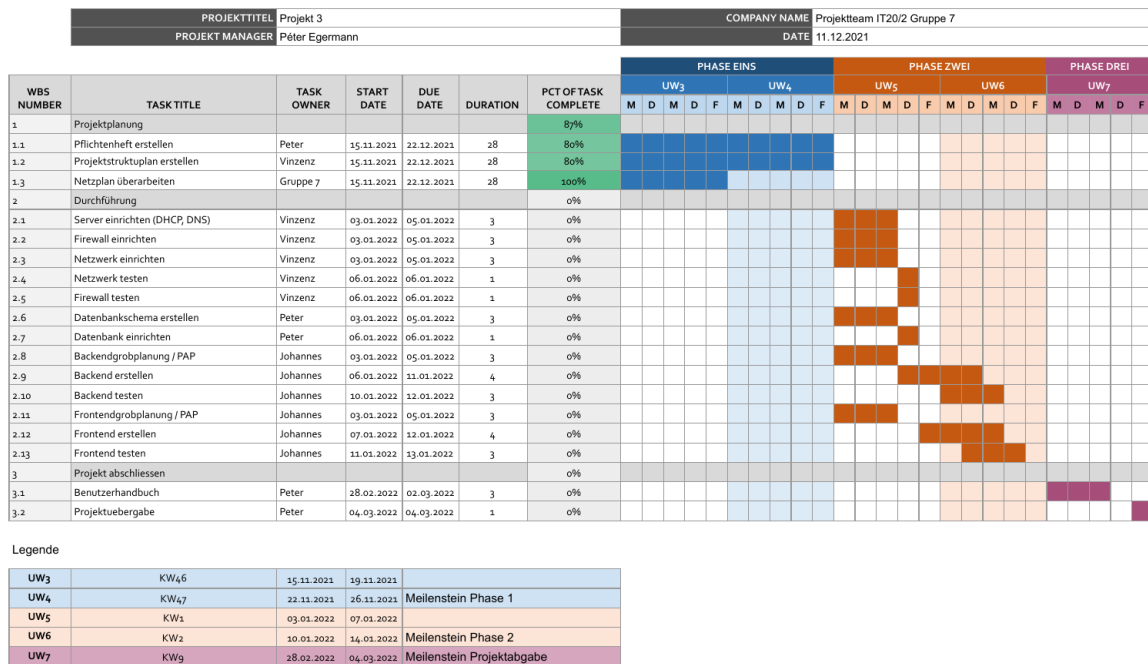 PROJEKTTITEL Projekt 3 COMPANY NAME Projektteam IT20/2 Gruppe 7
PROJEKT MANAGER Péter Egermann DATE 11.12.2021
PHASE EINS PHASE ZWEI PHASE DREI
UW3 UW4 UW5 UW6 UW7
WBS NUMBER TASK TITLE TASK OWNER START DATE DUE DATE DURATION PCT OF TASK COMPLETE M D M D F M D M D F M D M D F M D M D F M D M D F
1 Projektplanung 87%
1.1 Pflichtenheft erstellen Peter 15.11.2021 22.12.2021 28 80%
1.2 Projektstruktuplan erstellen Vinzenz 15.11.2021 22.12.2021 28 80%
1.3 Netzplan überarbeiten Gruppe 7 15.11.2021 22.12.2021 28 100%
2 Durchführung 0%
2.1 Server einrichten (DHCP, DNS) Vinzenz 03.01.2022 05.01.2022 3 0%
2.2 Firewall einrichten Vinzenz 03.01.2022 05.01.2022 3 0%
2.3 Netzwerk einrichten Vinzenz 03.01.2022 05.01.2022 3 0%
2.4 Netzwerk testen Vinzenz 06.01.2022 06.01.2022 1 0%
2.5 Firewall testen Vinzenz 06.01.2022 06.01.2022 1 0%
2.6 Datenbankschema erstellen Peter 03.01.2022 05.01.2022 3 0%
2.7 Datenbank einrichten Peter 06.01.2022 06.01.2022 1 0%
2.8 Backendgrobplanung / PAP Johannes 03.01.2022 05.01.2022 3 0%
2.9 Backend erstellen Johannes 06.01.2022 11.01.2022 4 0%
2.10 Backend testen Johannes 10.01.2022 12.01.2022 3 0%
2.11 Frontendgrobplanung / PAP Johannes 03.01.2022 05.01.2022 3 0%
2.12 Frontend erstellen Johannes 07.01.2022 12.01.2022 4 0%
2.13 Frontend testen Johannes 11.01.2022 13.01.2022 3 0%
3 Projekt abschliessen 0%
3.1 Benutzerhandbuch Peter 28.02.2022 02.03.2022 3 0%
3.2 Projektuebergabe Peter 04.03.2022 04.03.2022 1 0%
Legende
UW3 KW46 15.11.2021 19.11.2021
UW4 KW47 22.11.2021 26.11.2021 Meilenstein Phase 1
UW5 KW1 03.01.2022 07.01.2022
UW6 KW2 10.01.2022 14.01.2022 Meilenstein Phase 2
UW7 KW9 28.02.2022 04.03.2022 Meilenstein Projektabgabe